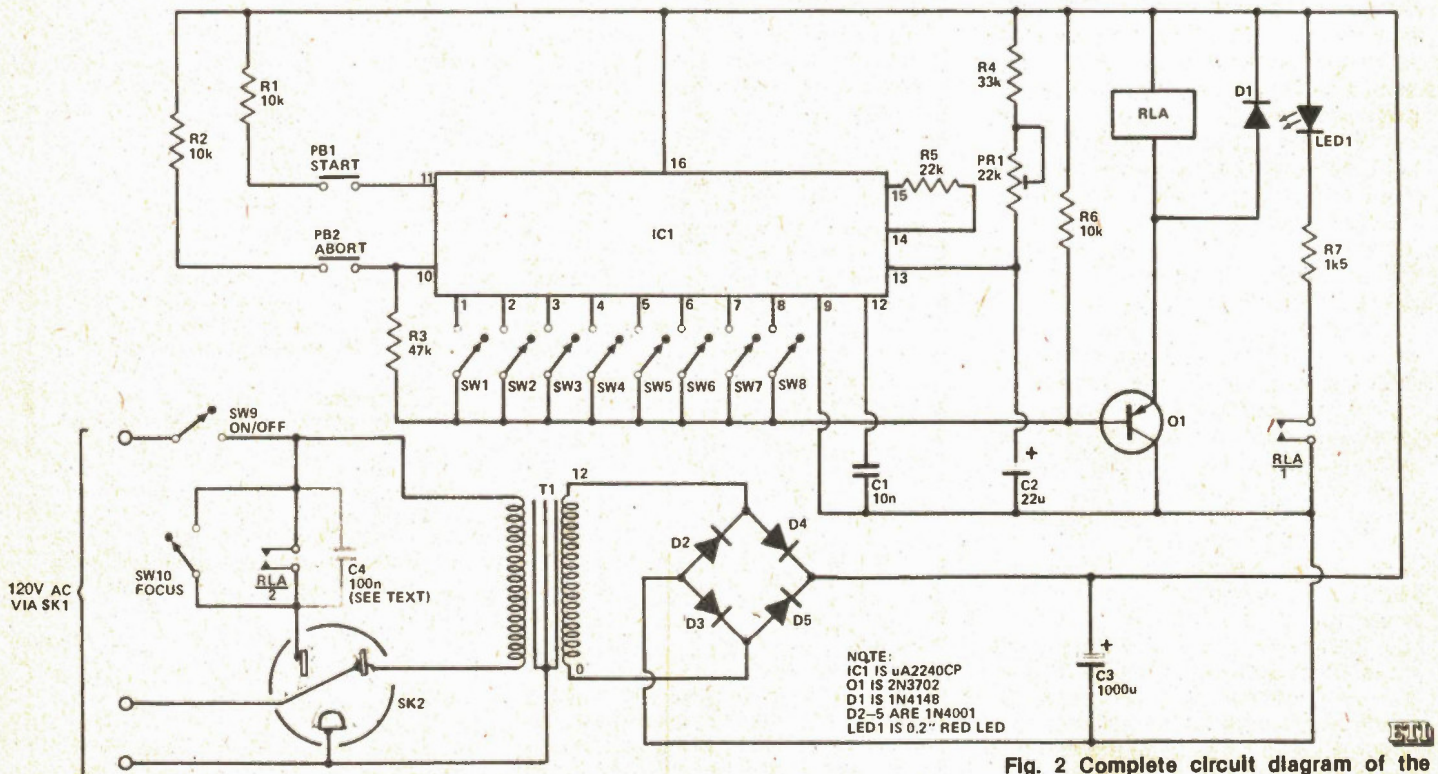 R1
10k
R2
10k
PB1
START
PB2
ABORT
11
10
16
IC1
15
14
13
R5
22k
R4
33k
PR1
22k
R6
10k
RLA
D1
LED1
R7
1k5
1
2
3
4
5
6
7
8
9
12
R3
47k
SW1
SW2
SW3
SW4
SW5
SW6
SW7
SW8
O1
RLA
1
C1
10n
C2
22u
+
SW9
ON/OFF
SW10
FOCUS
RLA
2
C4
100n
(SEE TEXT)
120V AC
VIA SK1
SK2
T1
12
0
D2
D4
D3
D5
+
C3
1000u
NOTE:
IC1 IS uA2240CP
O1 IS 2N3702
D1 IS 1N4148
D2–5 ARE 1N4001
LED1 IS 0.2" RED LED
ETI
Fig. 2 Complete circuit diagram of the